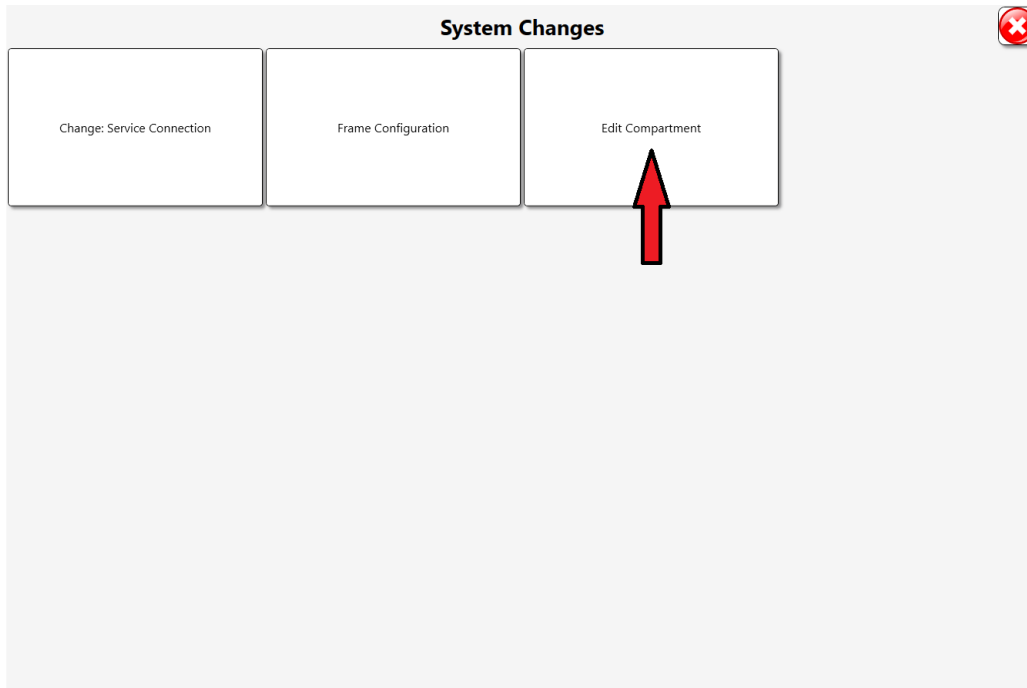 System Changes
Change: Service Connection
Frame Configuration
Edit Compartment